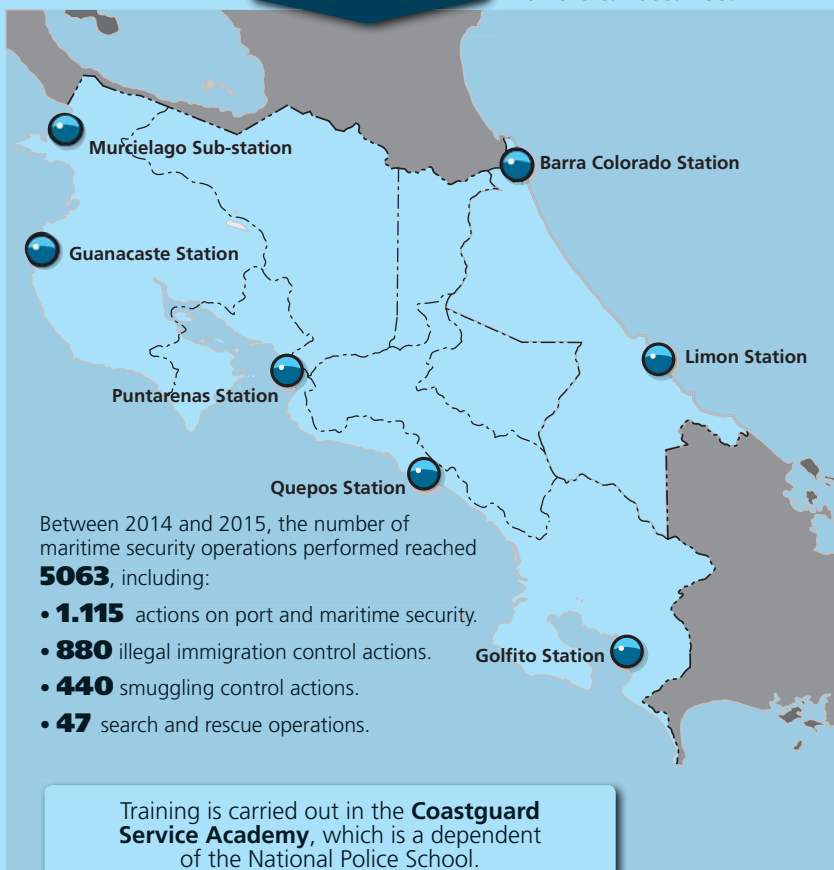 Murcielago Sub-station
Barra Colorado Station
Guanacaste Station
Limon Station
Puntarenas Station
Quepos Station
Between 2014 and 2015, the number of
maritime security operations performed reached
5063, including:
• 1.115 actions on port and maritime security.
• 880 illegal immigration control actions.
Golfito Station
• 440 smuggling control actions.
• 47 search and rescue operations.
Training is carried out in the Coastguard
Service Academy, which is a dependent
of the National Police School.